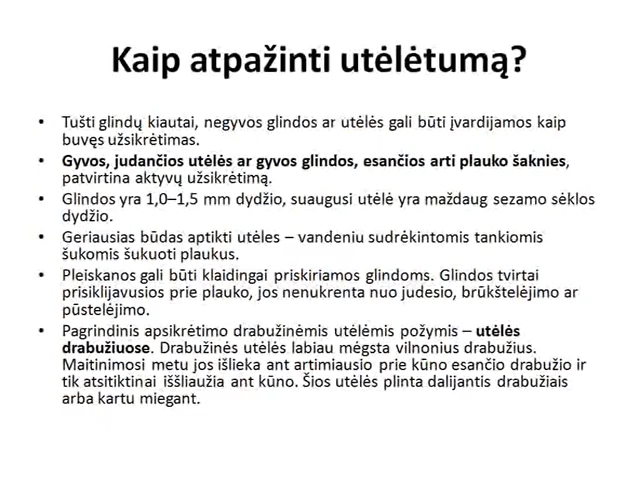 Kaip atpažinti utėlėtumą?
• Tušti glindų kiautai, negyvos glindos ar utėlės gali būti įvardijamos kaip
buvęs užsikrėtimas.
• Gyvos, judančios utėlės ar gyvos glindos, esančios arti plauko šaknies,
patvirtina aktyvų užsikrėtimą.
• Glindos yra 1,0–1,5 mm dydžio, suaugusi utėlė yra maždaug sezamo sėklos
dydžio.
• Geriausias būdas aptikti utėles – vandeniu sudrėkintomis tankiomis
šukomis šukuoti plaukus.
• Pleiskanos gali būti klaidingai priskiriamos glindoms. Glindos tvirtai
prisiklijavusios prie plauko, jos nenukrenta nuo judesio, brūkštelėjimo ar
pūstelėjimo.
• Pagrindinis apsikrėtimo drabužinėmis utėlėmis požymis – utėlės
drabužiuose. Drabužinės utėlės labiau mėgsta vilnonius drabužius.
Maitinimosi metu jos išlieka ant artimiausio prie kūno esančio drabužio ir
tik atsitiktinai iššliaužia ant kūno. Šios utėlės plinta dalijantis drabužiais
arba kartu miegant.